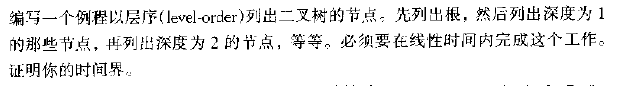 编写一个例程以层序(level-order)列出二叉树的节点。先列出根，然后列出深度为 1
的那些节点，再列出深度为 2 的节点，等等。必须要在线性时间内完成这个工作。
证明你的时间界。